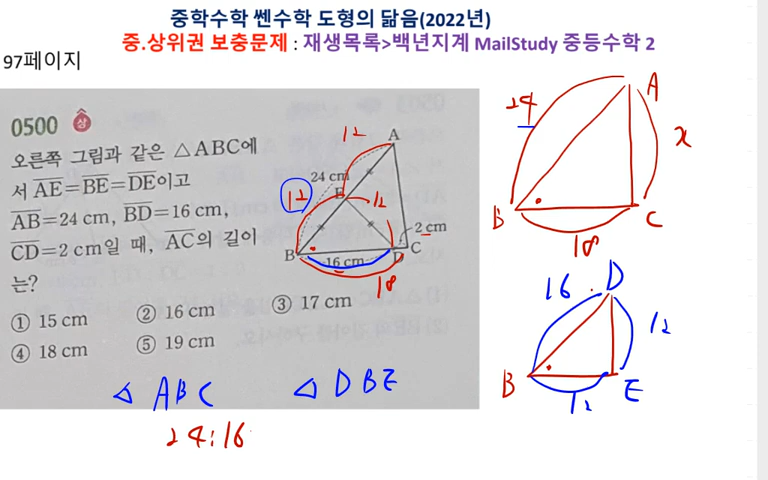 중학수학 쎈수학 도형의 닮음(2022년)
중.상위권 보충문제 : 재생목록>백년지계 MailStudy 중등수학 2
97페이지
0500 상
오른쪽 그림과 같은 △ABC에
서 AE=BE=DE이고
AB=24 cm, BD=16 cm,
CD=2 cm일 때, AC의 길이
는?
① 15 cm ② 16 cm ③ 17 cm
④ 18 cm ⑤ 19 cm
12
A
24 cm
E
12
12
2 cm
B
16 cm
D
C
18
△ ABC △ DBE
24:16
24
A
x
B
C
18
16
D
12
B
E
12